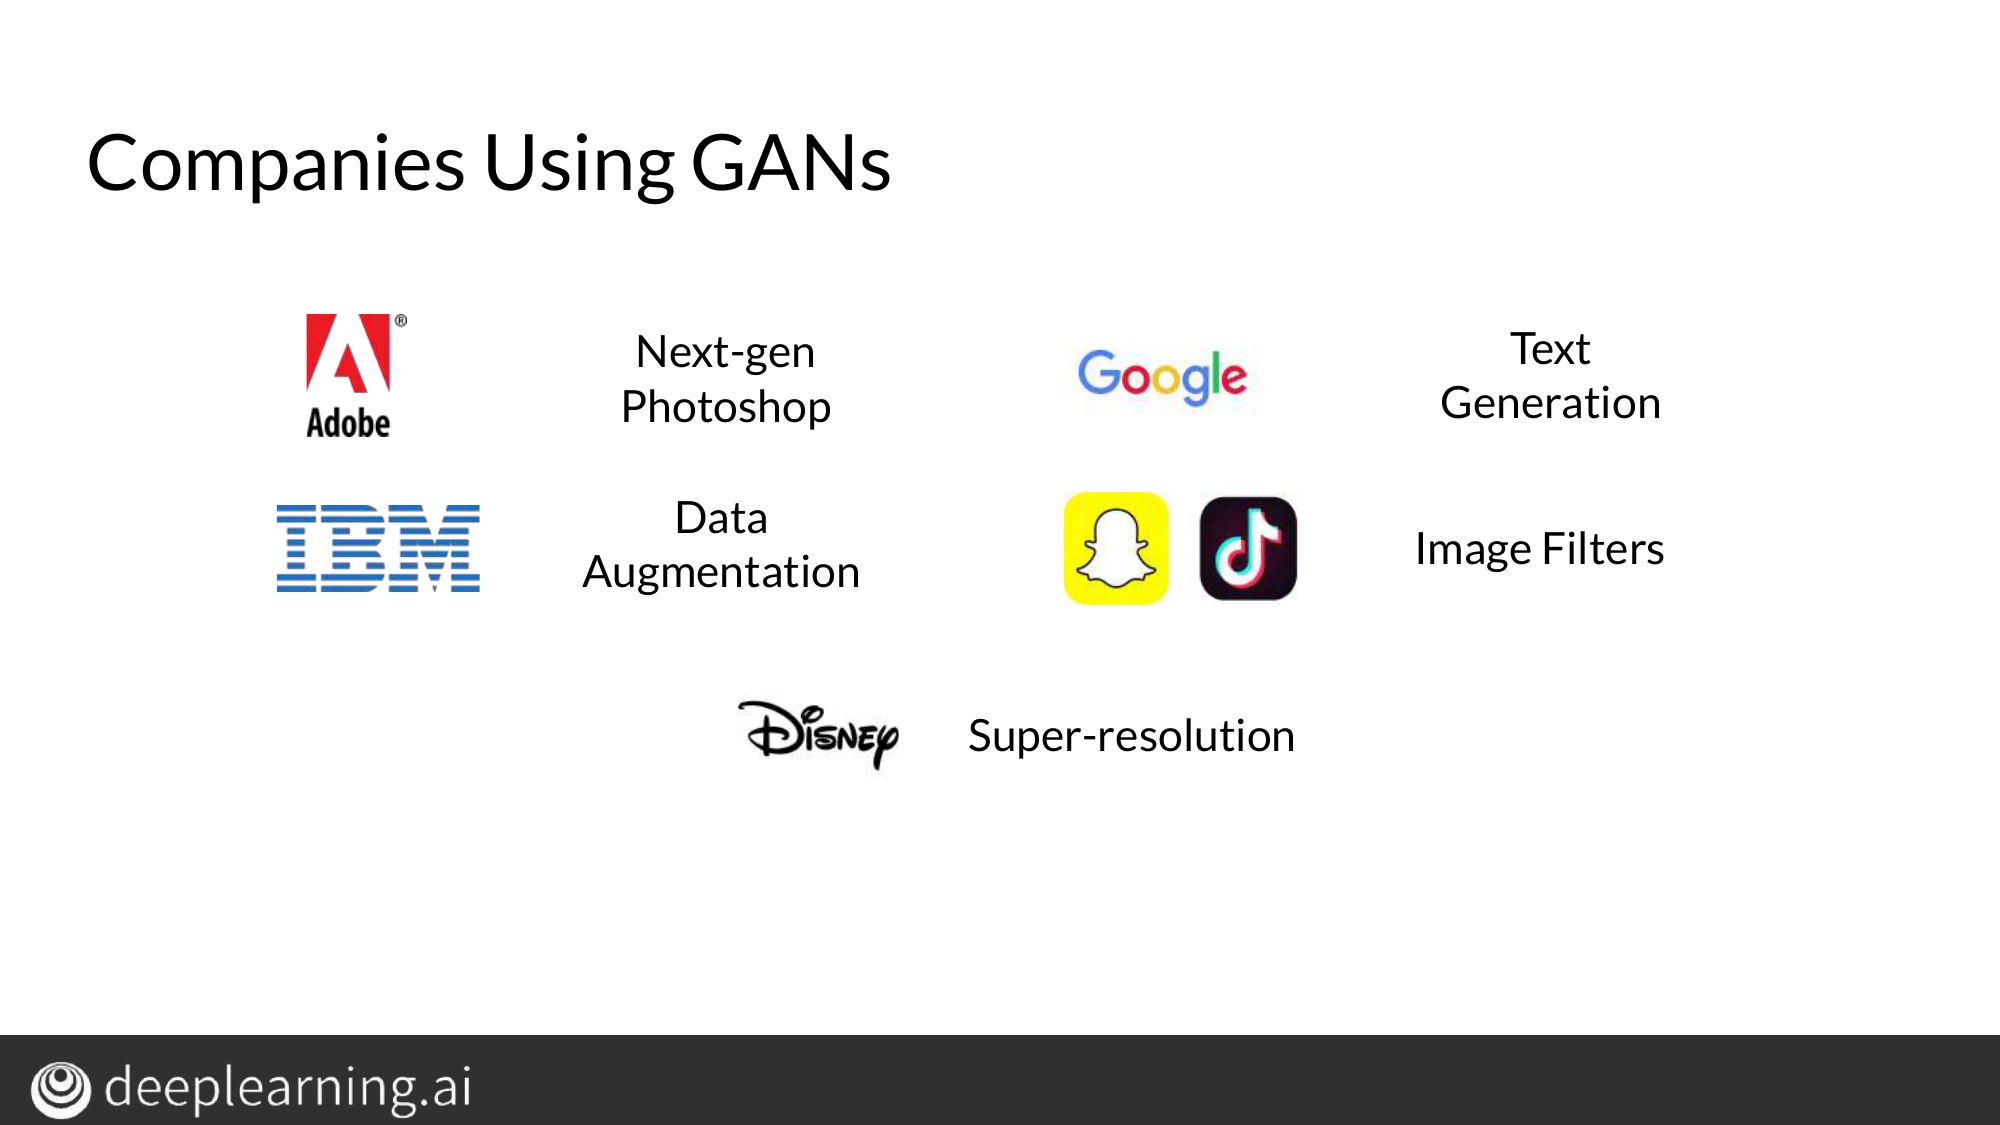 Companies Using GANs
Adobe®
Next-gen
Photoshop
Google
Text
Generation
IBM
Data
Augmentation
Image Filters
Disney
Super-resolution
deeplearning.ai